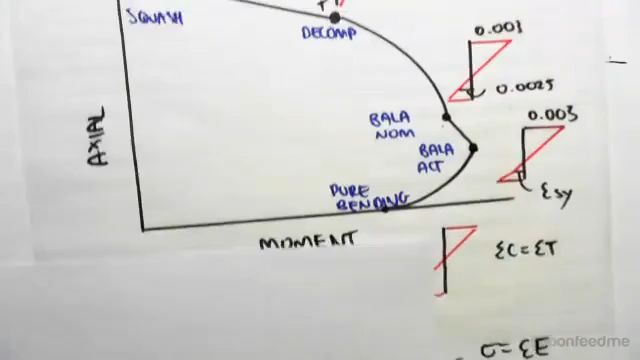 SQUASH
DECOMP
0.003
0.0025
BALA
NOM
0.003
BALA
ACT
AXIAL
PURE
BENDING
εsy
MOMENT
εC = εT
σ = εE